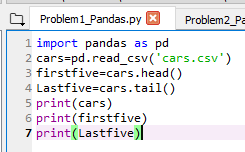 Problem1_Pandas.py
Problem2_Pa
1 import pandas as pd
2 cars=pd.read_csv('cars.csv')
3 firstfive=cars.head()
4 Lastfive=cars.tail()
5 print(cars)
6 print(firstfive)
7 print(Lastfive)